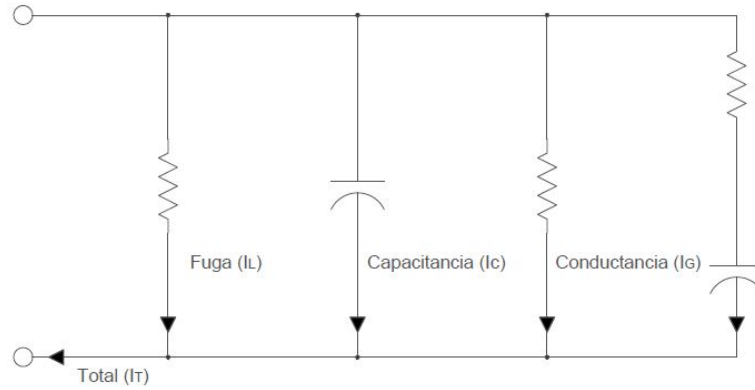 Fuga (IL)
Capacitancia (Ic)
Conductancia (IG)
Total (IT)